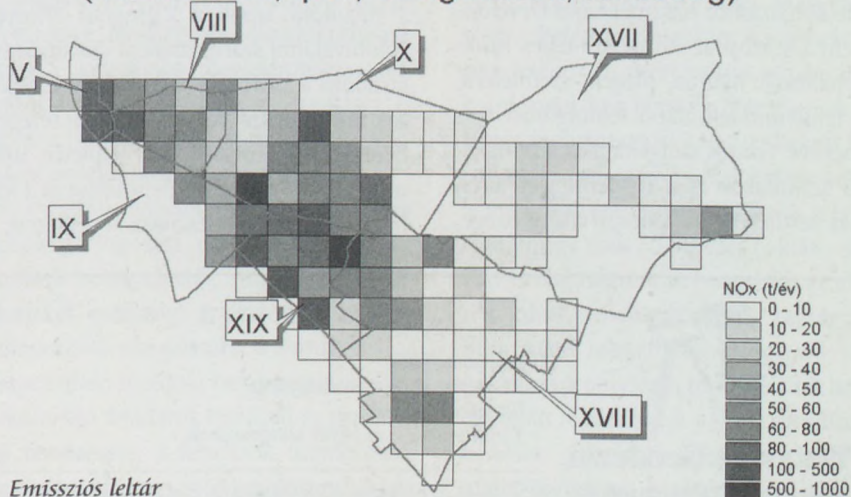 VIII
X
XVII
V
IX
XIX
XVIII
NOx (t/év)
0 - 10
10 - 20
20 - 30
30 - 40
40 - 50
50 - 60
60 - 80
80 - 100
100 - 500
500 - 1000
Emissziós leltár